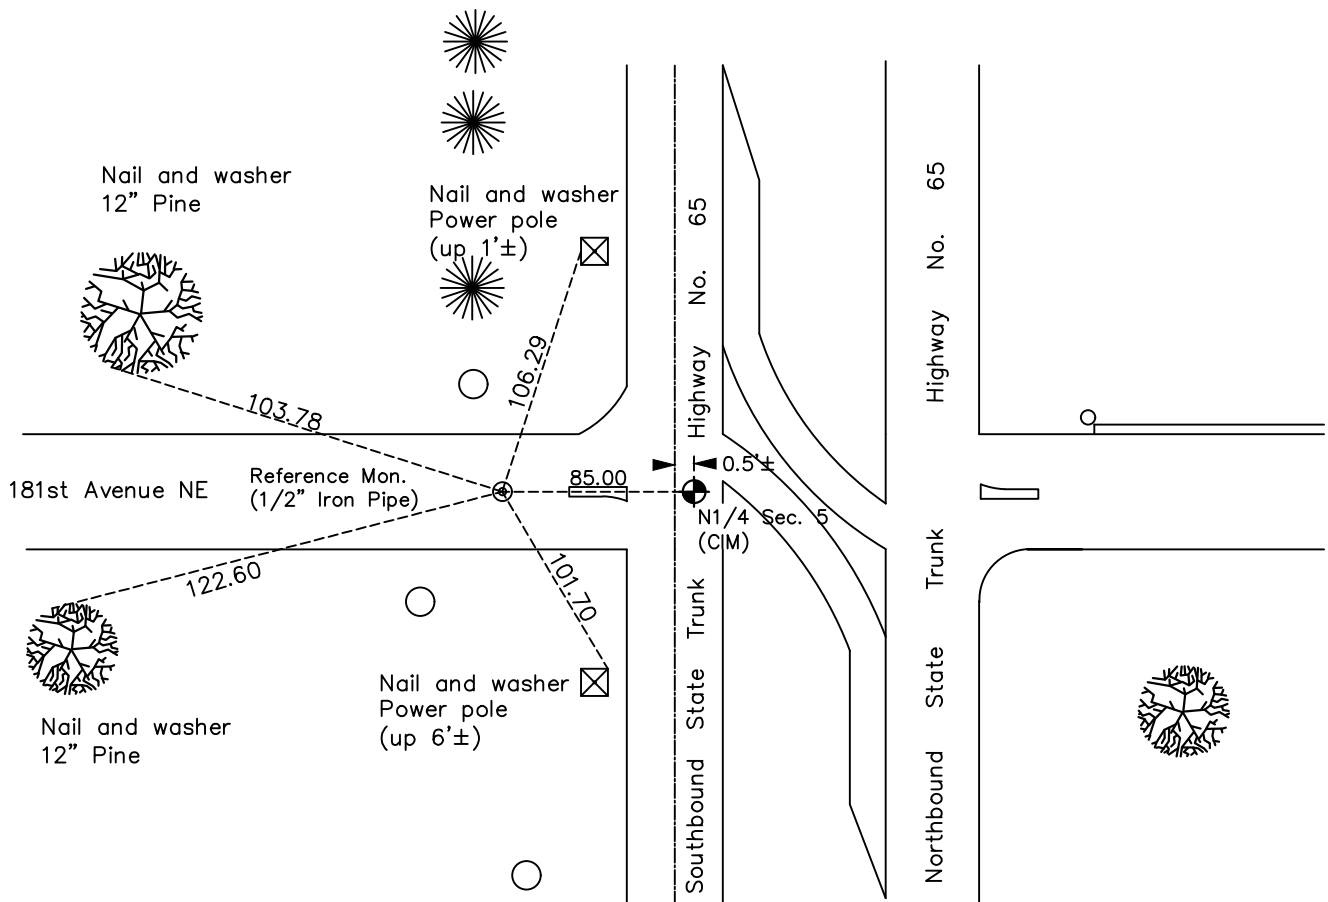 Nail and washer
12” Pine
Nail and washer
Power pole
(up 1'±)
106.29
103.78
181st Avenue NE
Reference Mon.
(1/2” Iron Pipe)
85.00
0.5'±
N1/4 Sec. 5
(CIM)
122.60
101.70
Nail and washer
Power pole
(up 6'±)
Nail and washer
12” Pine
Southbound State Trunk Highway No. 65
Northbound State Trunk Highway No. 65